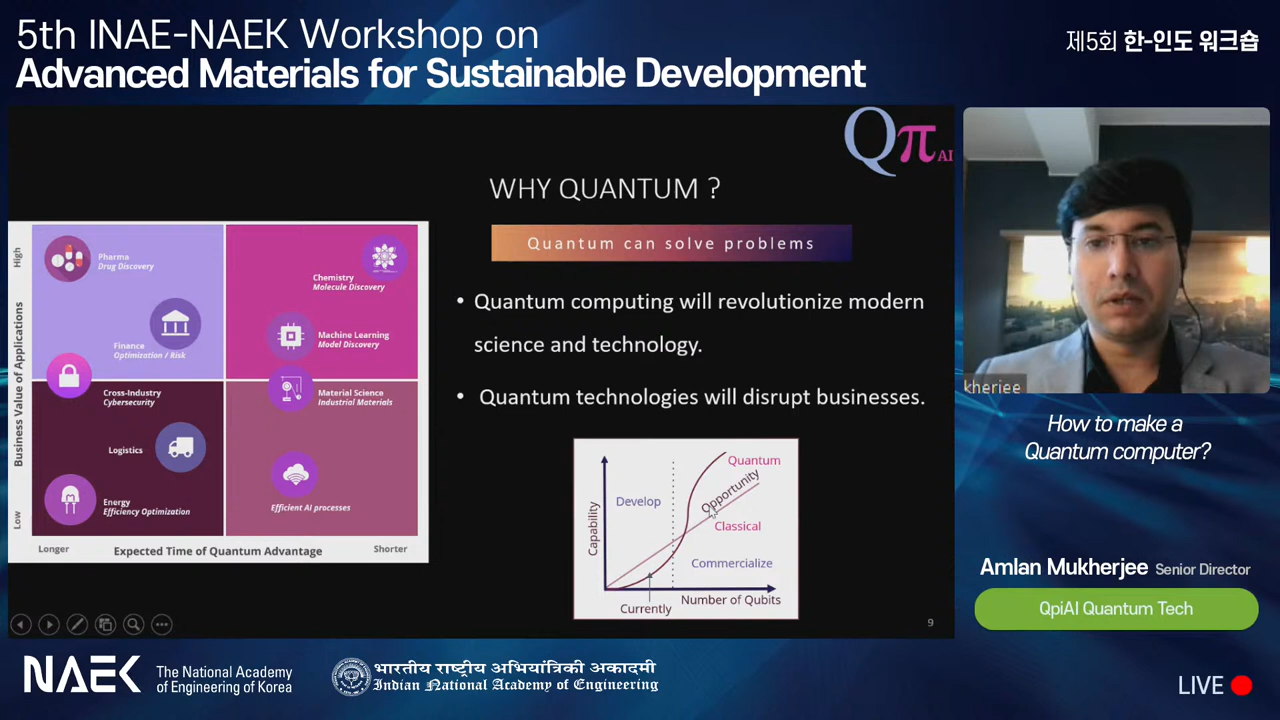 5th INAE-NAEK Workshop on
Advanced Materials for Sustainable Development
제5회 한-인도 워크숍
Qπ AI
WHY QUANTUM ?
Quantum can solve problems
• Quantum computing will revolutionize modern
science and technology.
• Quantum technologies will disrupt businesses.
High
Business Value of Applications
Low
Pharma
Drug Discovery
Finance
Optimization / Risk
Chemistry
Molecule Discovery
Machine Learning
Model Discovery
Cross-Industry
Cybersecurity
Logistics
Energy
Efficiency Optimization
Material Science
Industrial Materials
Efficient AI processes
Longer
Expected Time of Quantum Advantage
Shorter
Capability
Develop
Quantum
Opportunity
Classical
Commercialize
Currently
Number of Qubits
9
kherjee
How to make a
Quantum computer?
Amlan Mukherjee Senior Director
QpiAI Quantum Tech
NAEK
The National Academy
of Engineering of Korea
भारतीय राष्ट्रीय अभियांत्रिकी अकादमी
Indian National Academy of Engineering
LIVE